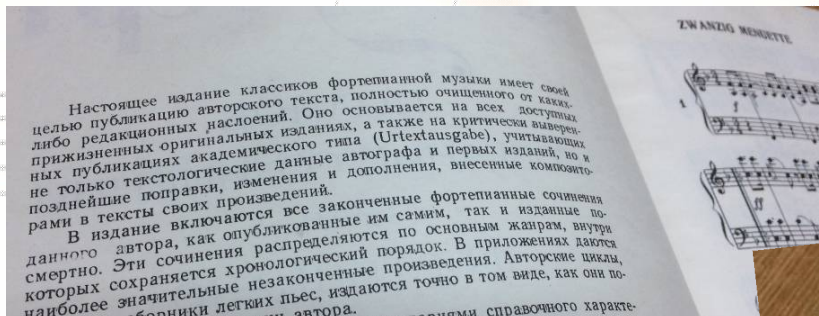 Настоящее издание классиков фортепианной музыки имеет своей
целью публикацию авторского текста, полностью очищенного от каких-
либо редакционных наслоений. Оно основывается на всех доступных
прижизненных оригинальных изданиях, а также на критически выверен-
ных публикациях академического типа (Urtextausgabe), учитывающих
не только текстологические данные автографа и первых изданий, но и
позднейшие поправки, изменения и дополнения, внесенные композито-
рами в тексты своих произведений.
В издание включаются все законченные фортепианные сочинения
данного автора, как опубликованные им самим, так и изданные по-
смертно. Эти сочинения распределяются по основным жанрам, внутри
которых сохраняется хронологический порядок. В приложениях даются
наиболее значительные незаконченные произведения. Авторские циклы,
сборники легких пьес, издаются точно в том виде, как они по-
автора.
справочного характе-
ZWANZIG MENUETTE
1
f
ff